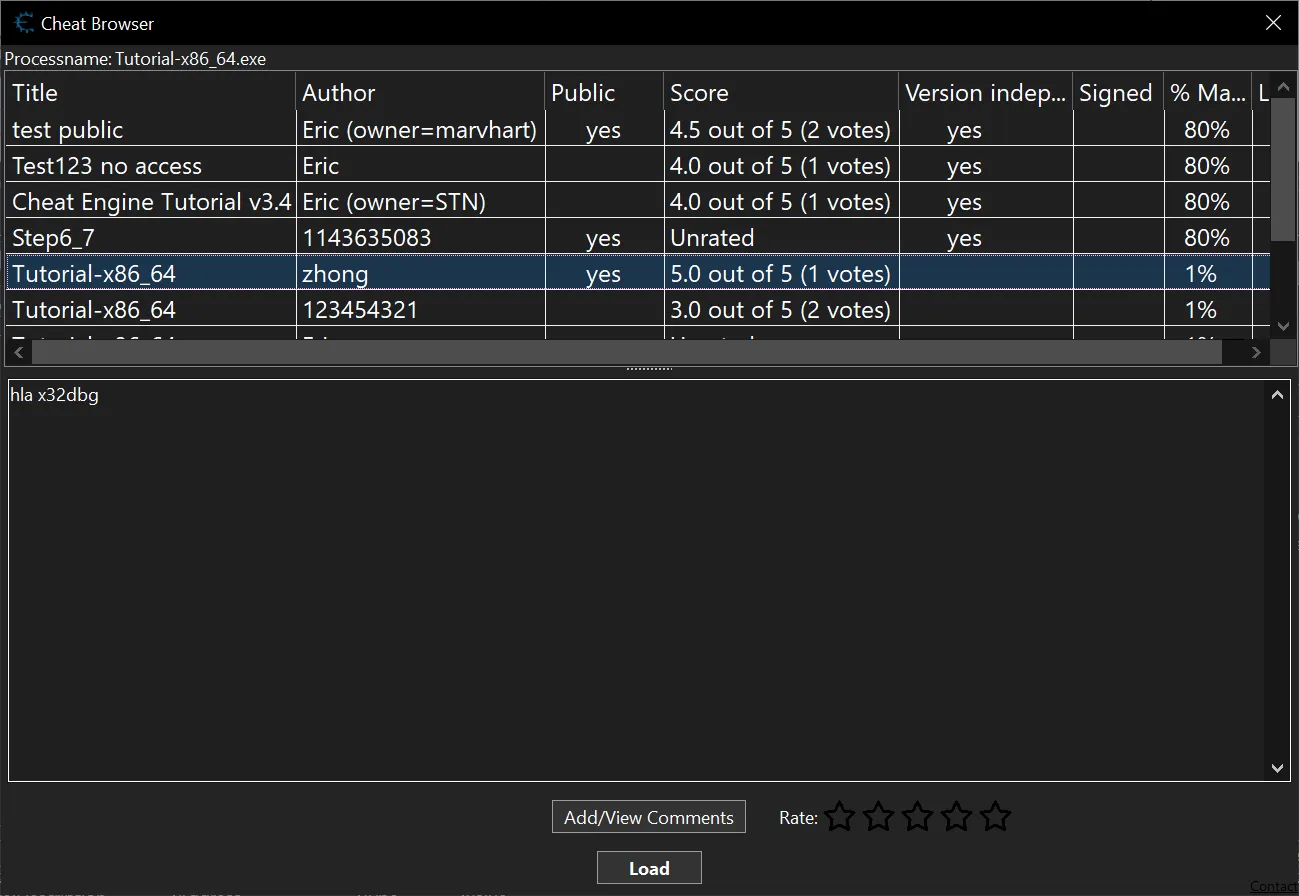 Cheat Browser
Processname: Tutorial-x86_64.exe
Title Author Public Score Version indep... Signed % Ma... L
test public Eric (owner=marvhart) yes 4.5 out of 5 (2 votes) yes 80%
Test123 no access Eric 4.0 out of 5 (1 votes) yes 80%
Cheat Engine Tutorial v3.4 Eric (owner=STN) 4.0 out of 5 (1 votes) yes 80%
Step6_7 1143635083 yes Unrated yes 80%
Tutorial-x86_64 zhong yes 5.0 out of 5 (1 votes) 1%
Tutorial-x86_64 123454321 3.0 out of 5 (2 votes) 1%
hla x32dbg
Add/View Comments Rate:
Load
Contact